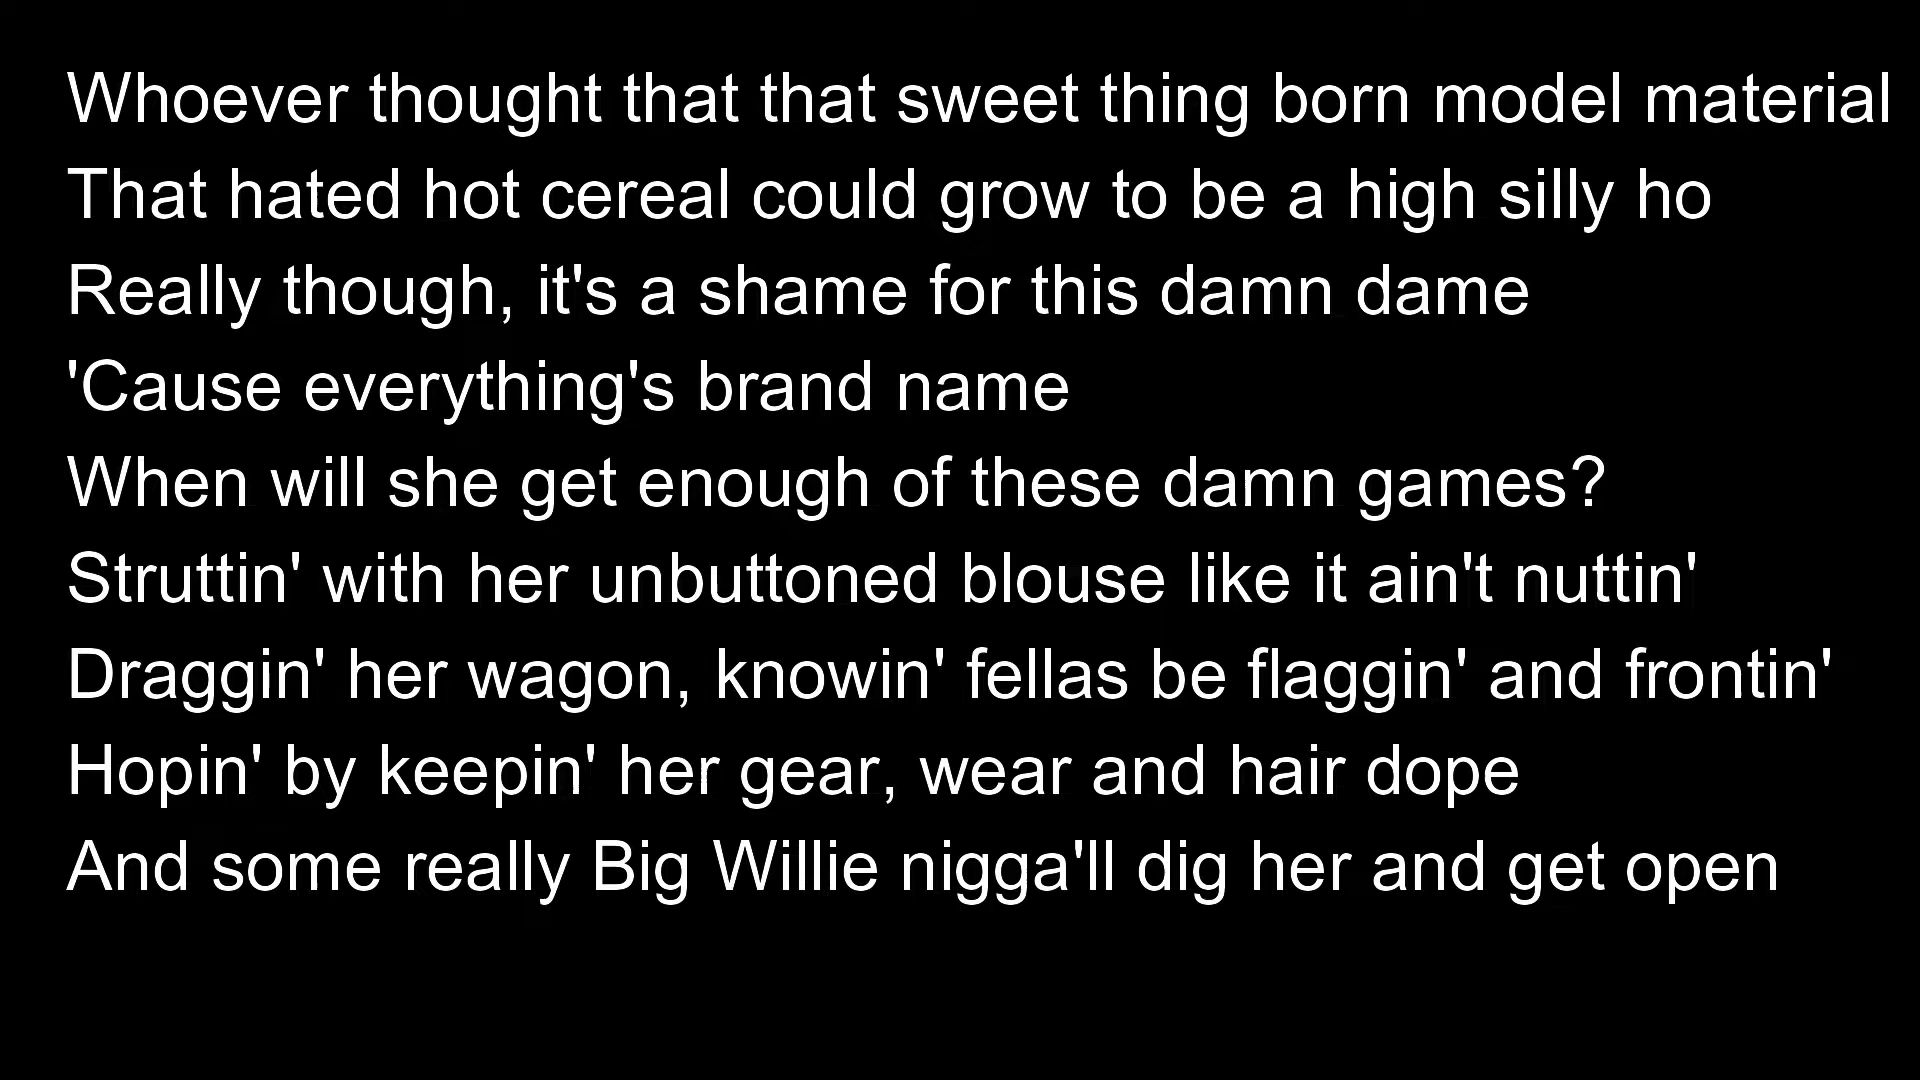 Whoever thought that that sweet thing born model material
That hated hot cereal could grow to be a high silly ho
Really though, it's a shame for this damn dame
'Cause everything's brand name
When will she get enough of these damn games?
Struttin' with her unbuttoned blouse like it ain't nuttin'
Draggin' her wagon, knowin' fellas be flaggin' and frontin'
Hopin' by keepin' her gear, wear and hair dope
And some really Big Willie nigga'll dig her and get open